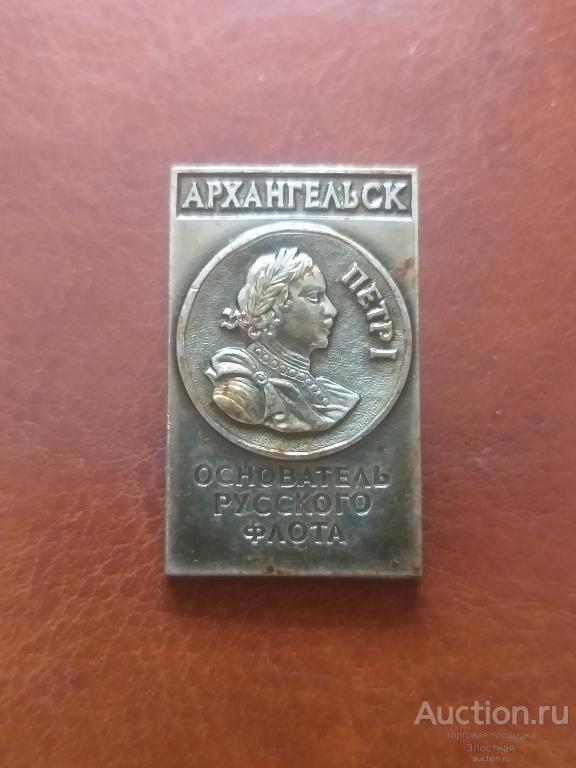 АРХАНГЕЛЬСК
ПЕТР I
ОСНОВАТЕЛЬ
РУССКОГО
ФЛОТА
Auction.ru
торговая площадка
Злостная
auction.ru